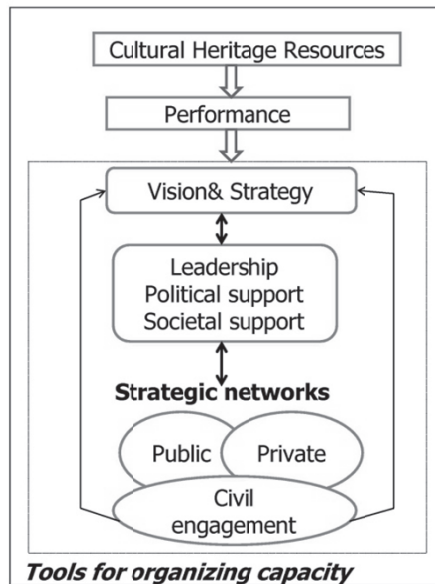 Cultural Heritage Resources
Performance
Vision& Strategy
Leadership
Political support
Societal support
Strategic networks
Public
Private
Civil
engagement
Tools for organizing capacity